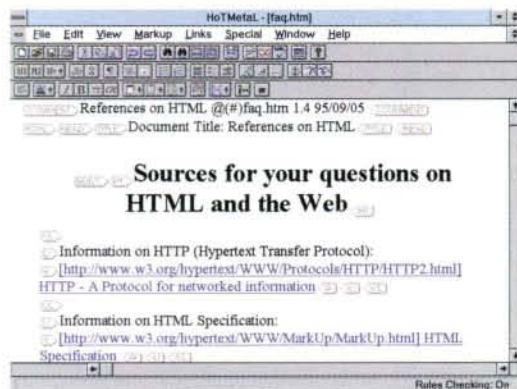 HoTMetaL - [faq.htm]
File Edit View Markup Links Special Window Help
References on HTML @(#)faq.htm 1.4 95/09/05
Document Title: References on HTML
Sources for your questions on
HTML and the Web
Information on HTTP (Hypertext Transfer Protocol):
[http://www.w3.org/hypertext/WWW/Protocols/HTTP/HTTP2.html]
HTTP - A Protocol for networked information
Information on HTML Specification:
[http://www.w3.org/hypertext/WWW/MarkUp/MarkUp.html] HTML
Specification
Rules Checking: On